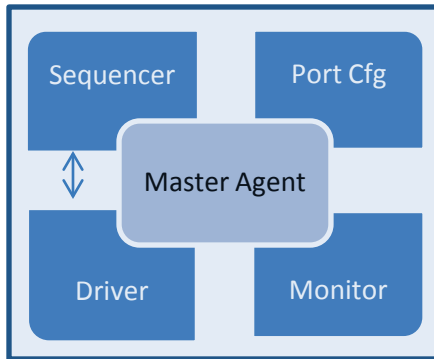 Sequencer
Port Cfg
Master Agent
Driver
Monitor